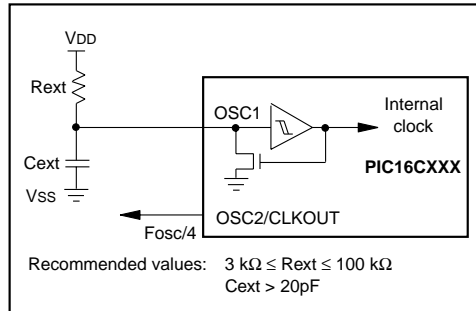 VDD
Rext
OSC1
Internal
clock
Cext
PIC16CXXX
VSS
OSC2/CLKOUT
Fosc/4
Recommended values: 3 kΩ ≤ Rext ≤ 100 kΩ
Cext > 20pF